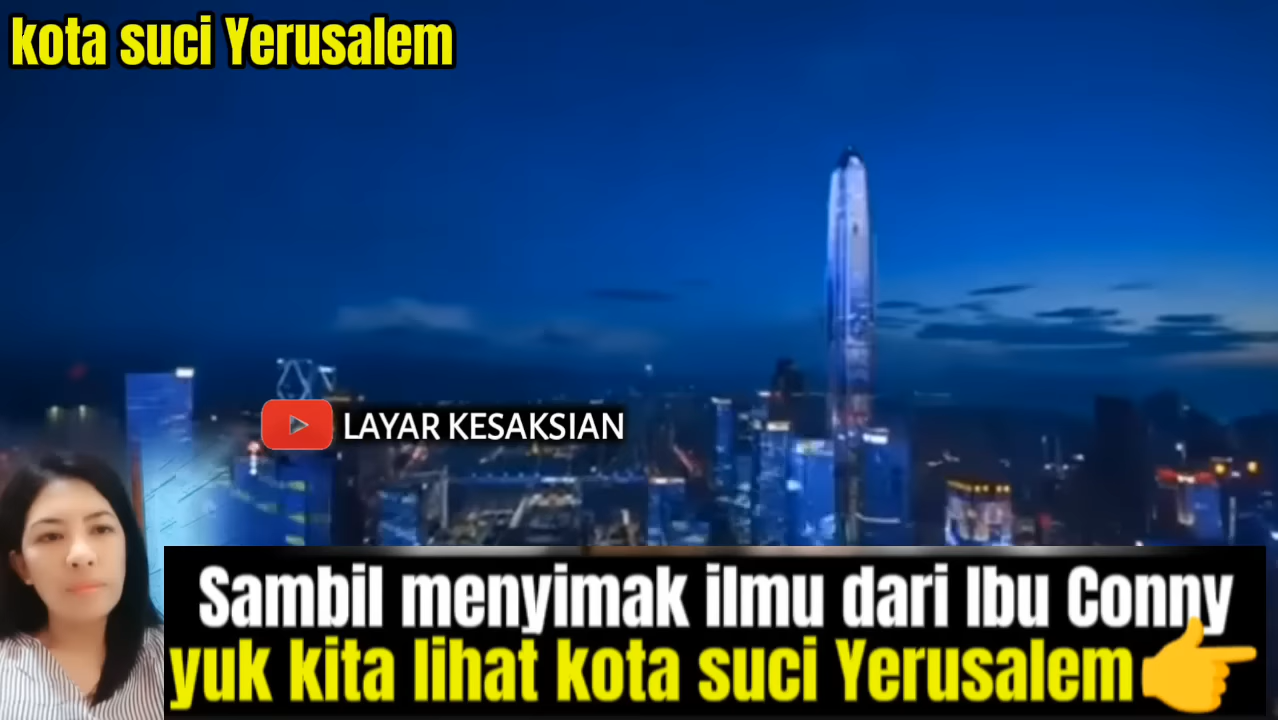 kota suci Yerusalem
LAYAR KESAKSIAN
Sambil menyimak ilmu dari Ibu Conny
yuk kita lihat kota suci Yerusalem